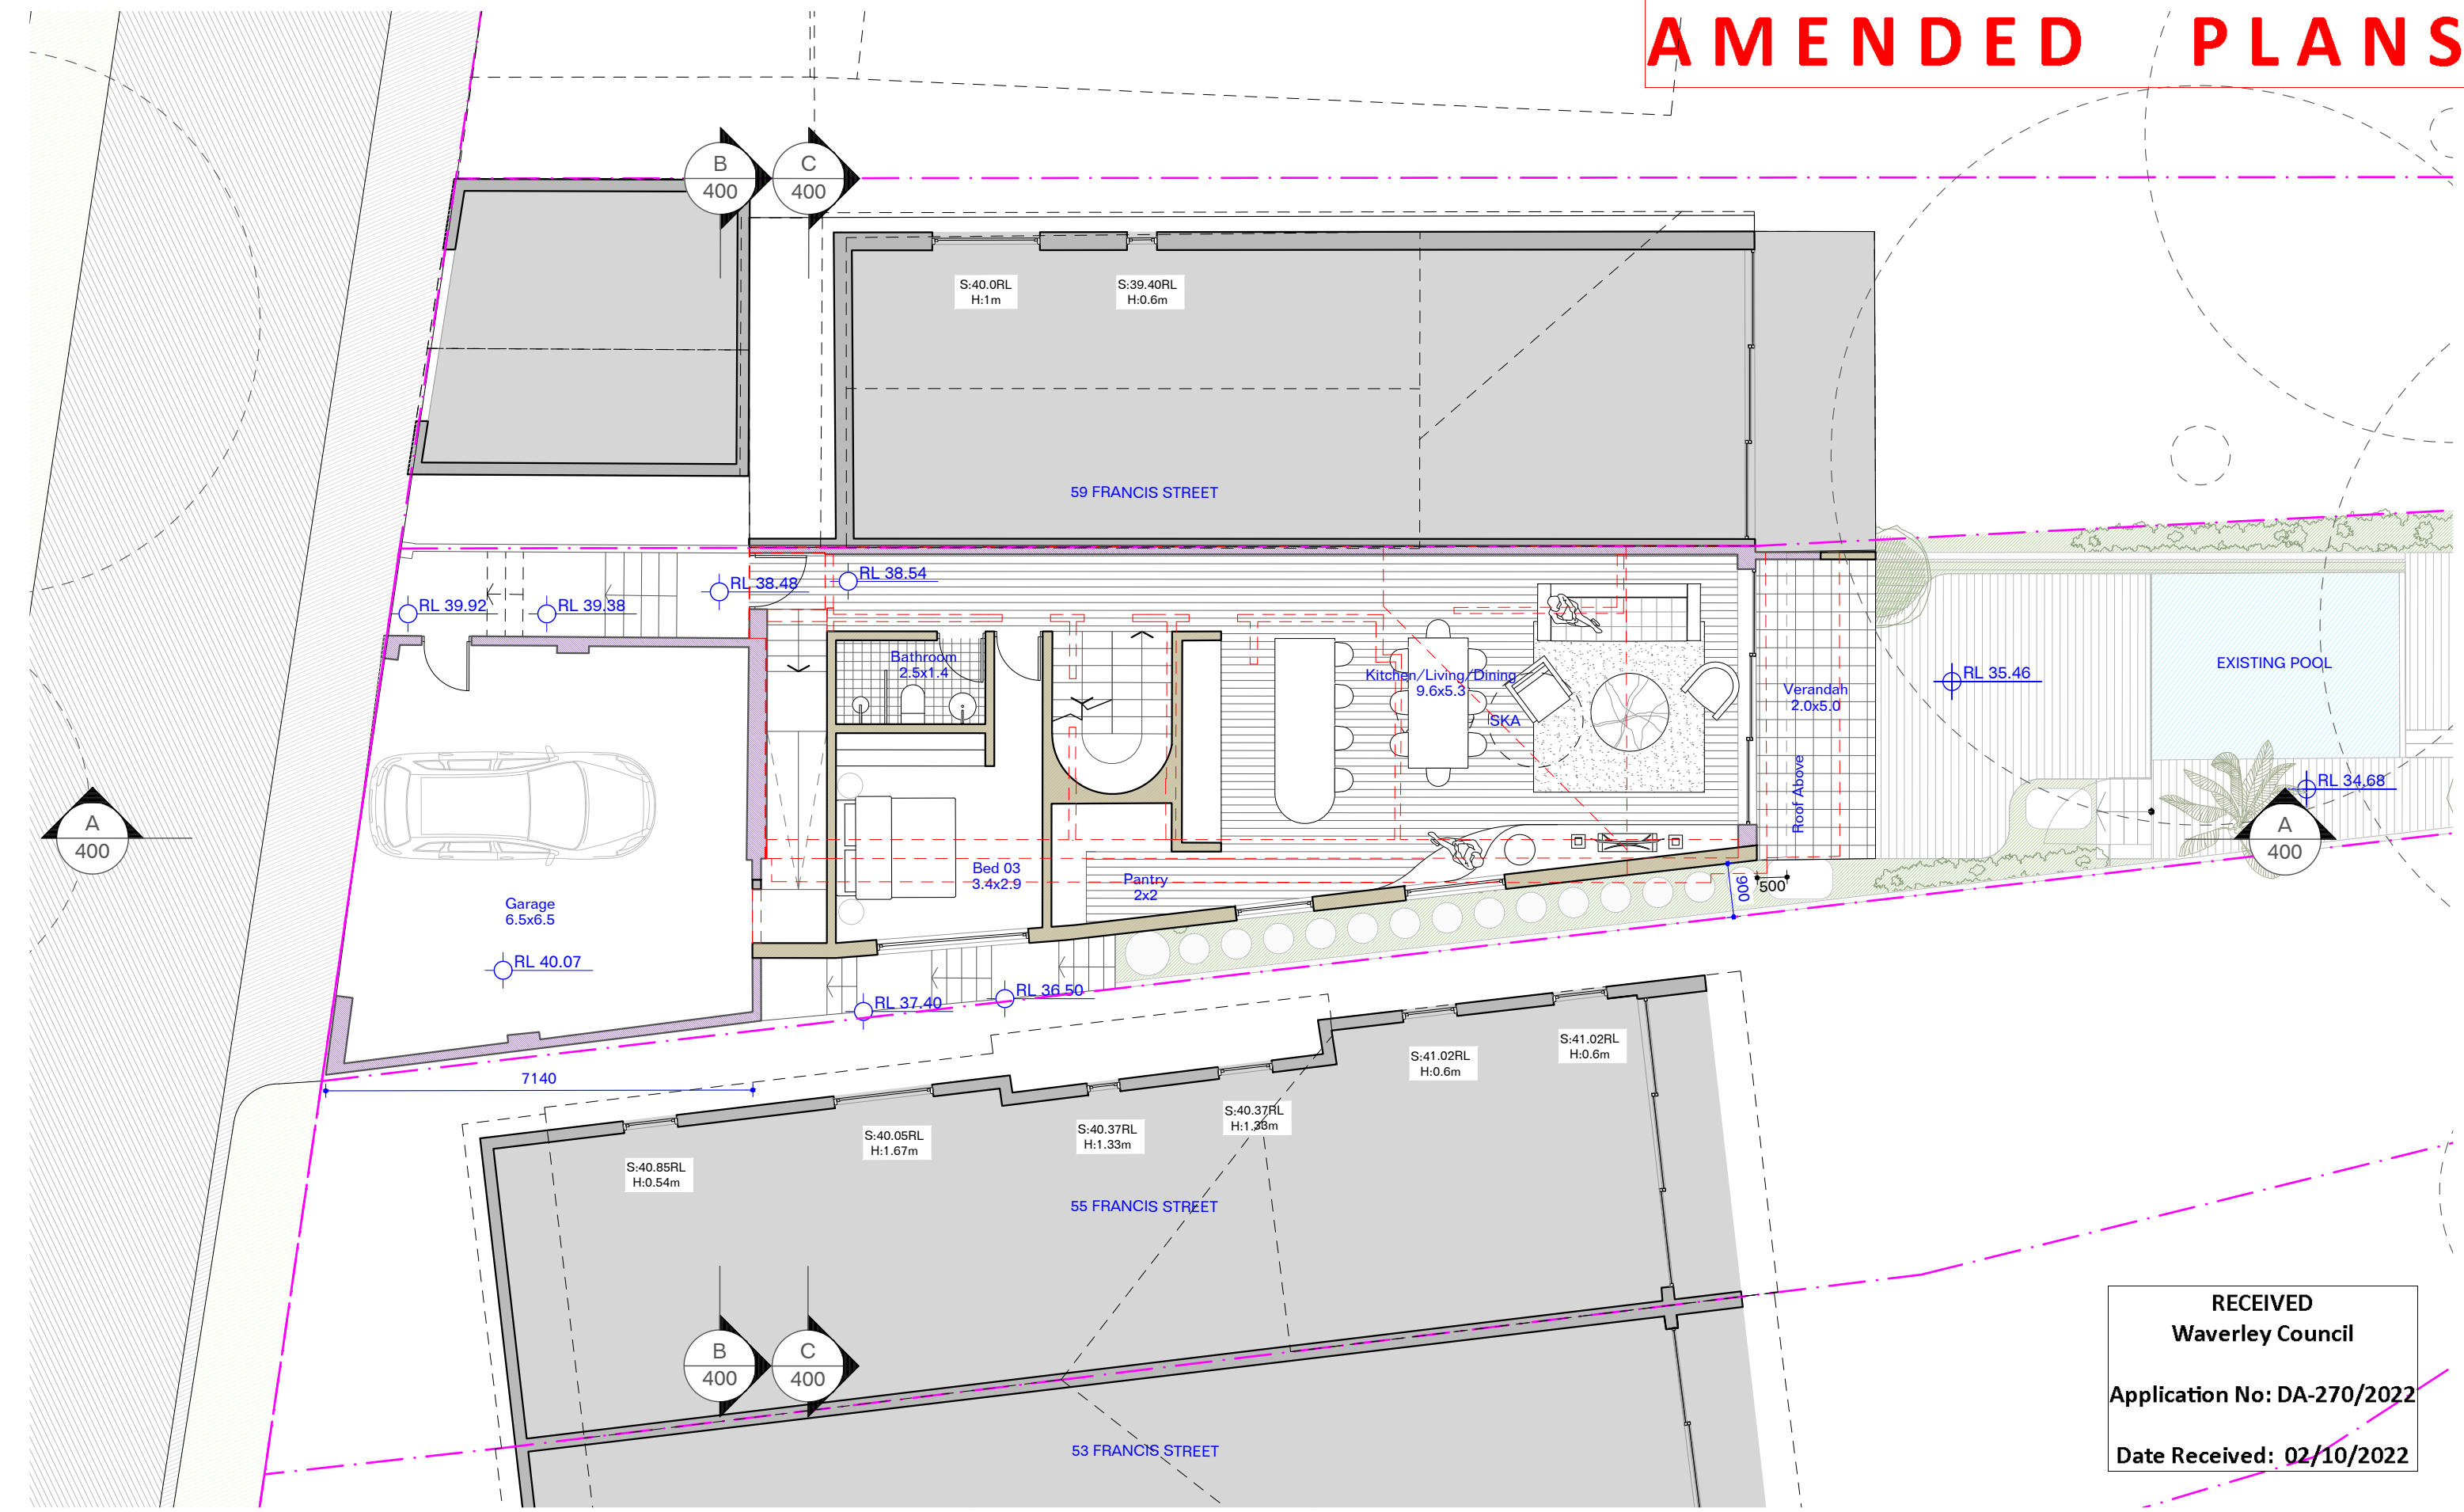 AMENDED PLANS
B
400
C
400
S:40.0RL
H:1m
S:39.40RL
H:0.6m
59 FRANCIS STREET
RL 38.48
RL 38.54
RL 39.92
RL 39.38
Bathroom
2.5x1.4
Kitchen/Living/Dining
9.6x5.3
SKA
Verandah
2.0x5.0
Roof Above
RL 35.46
EXISTING POOL
RL 34.68
A
400
A
400
Bed 03
3.4x2.9
Pantry
2x2
900
500
Garage
6.5x6.5
RL 40.07
RL 37.40
RL 36.50
7140
S:41.02RL
H:0.6m
S:41.02RL
H:0.6m
S:40.37RL
H:1.33m
S:40.37RL
H:1.33m
S:40.05RL
H:1.67m
S:40.85RL
H:0.54m
55 FRANCIS STREET
B
400
C
400
53 FRANCIS STREET
RECEIVED
Waverley Council
Application No: DA-270/2022
Date Received: 02/10/2022